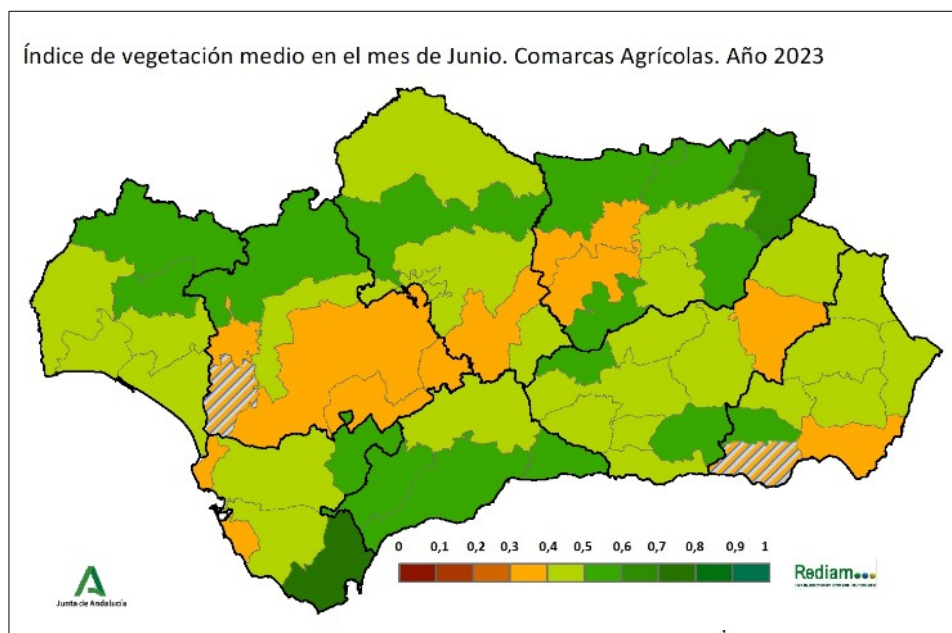 Índice de vegetación medio en el mes de Junio. Comarcas Agrícolas. Año 2023
0 0,1 0,2 0,3 0,4 0,5 0,6 0,7 0,8 0,9 1
Junta de Andalucía
Rediam